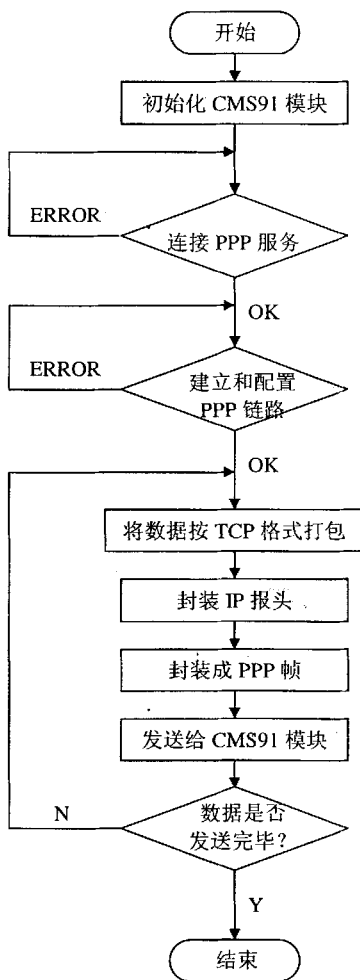 开始
初始化 CMS91 模块
ERROR
连接 PPP 服务
OK
ERROR
建立和配置
PPP 链路
OK
将数据按 TCP 格式打包
封装 IP 报头
封装成 PPP 帧
发送给 CMS91 模块
N
数据是否
发送完毕？
Y
结束